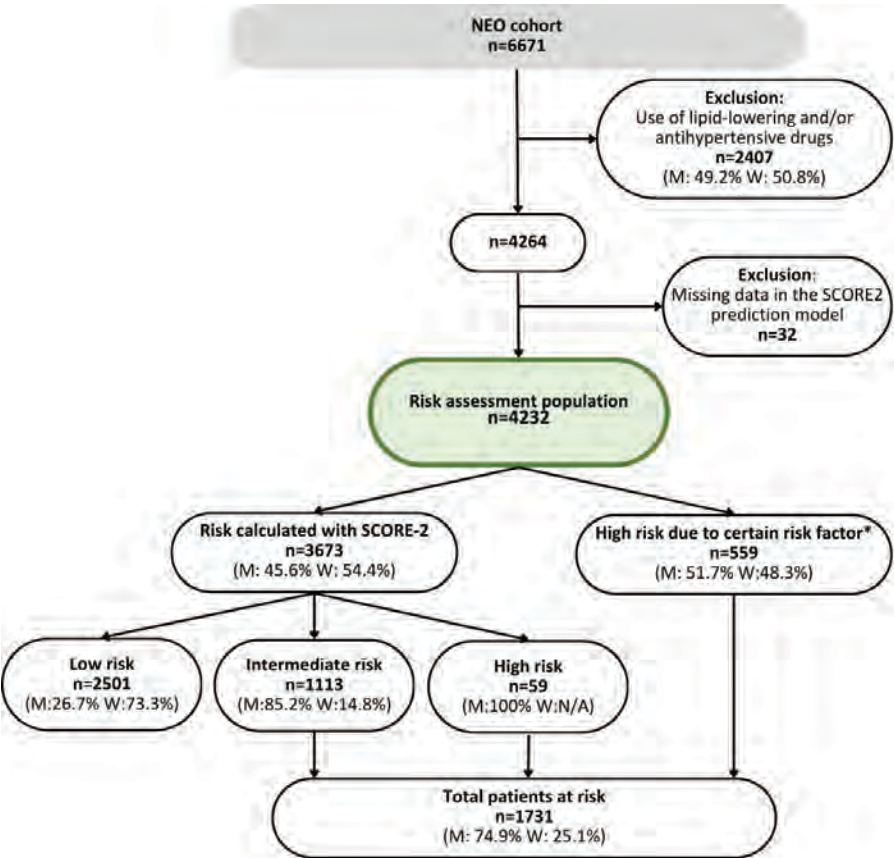 NEO cohort
n=6671
Exclusion:
Use of lipid-lowering and/or
antihypertensive drugs
n=2407
(M: 49.2% W: 50.8%)
n=4264
Exclusion:
Missing data in the SCORE2
prediction model
n=32
Risk assessment population
n=4232
Risk calculated with SCORE-2
n=3673
(M: 45.6% W: 54.4%)
High risk due to certain risk factor*
n=559
(M: 51.7% W:48.3%)
Low risk
n=2501
(M:26.7% W:73.3%)
Intermediate risk
n=1113
(M:85.2% W:14.8%)
High risk
n=59
(M:100% W:N/A)
Total patients at risk
n=1731
(M: 74.9% W: 25.1%)